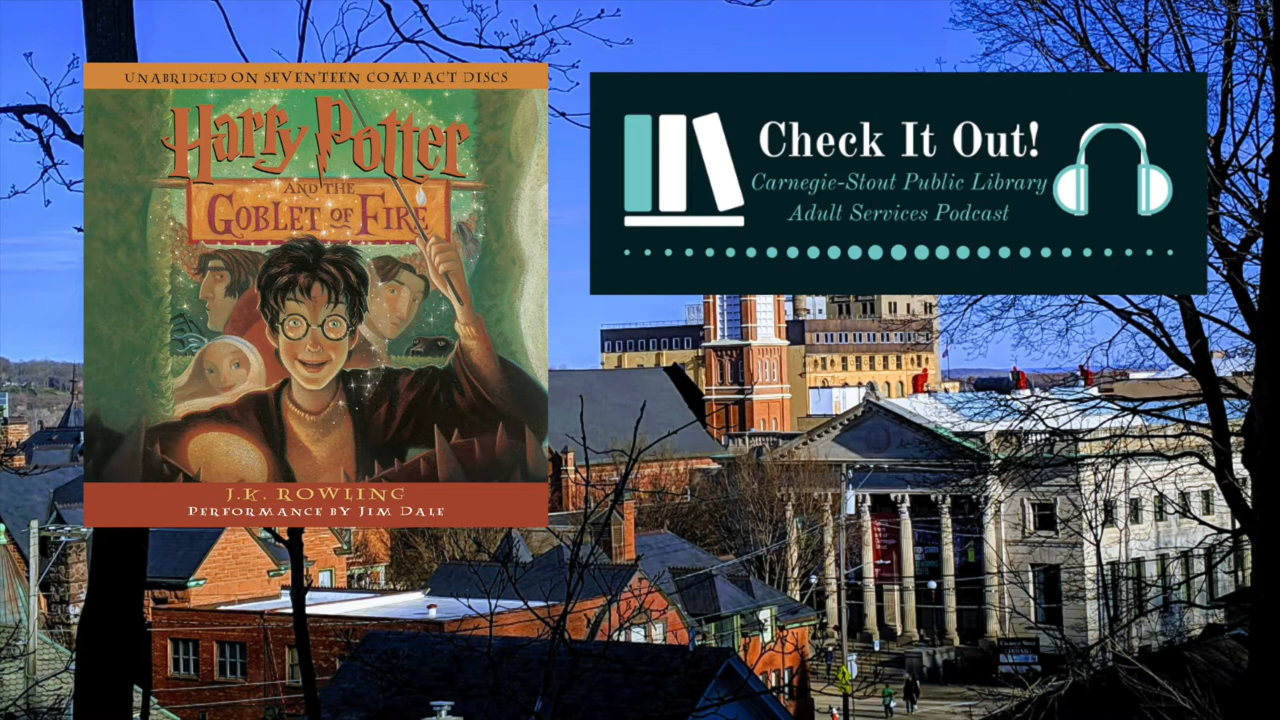 UNABRIDGED ON SEVENTEEN COMPACT DISCS
Harry Potter
AND THE
GOBLET OF FIRE
J.K. ROWLING
PERFORMANCE BY JIM DALE
Check It Out!
Carnegie-Stout Public Library
Adult Services Podcast